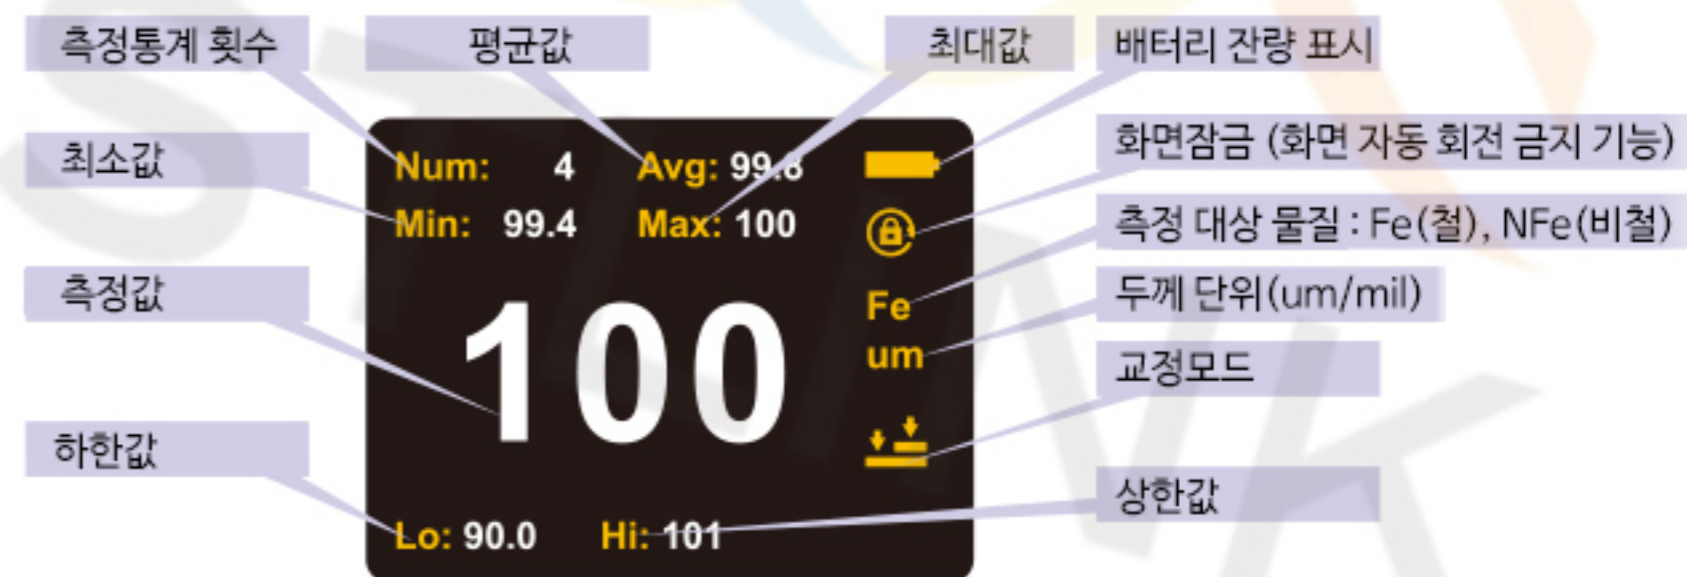 측정통계 횟수
평균값
최대값
배터리 잔량 표시
최소값
화면잠금 (화면 자동 회전 금지 기능)
Num: 4 Avg: 99.8
Min: 99.4 Max: 100
측정 대상 물질 : Fe(철), NFe(비철)
측정값
두께 단위(um/mil)
Fe
100
um
교정모드
하한값
상한값
Lo: 90.0 Hi: 101
STLINK